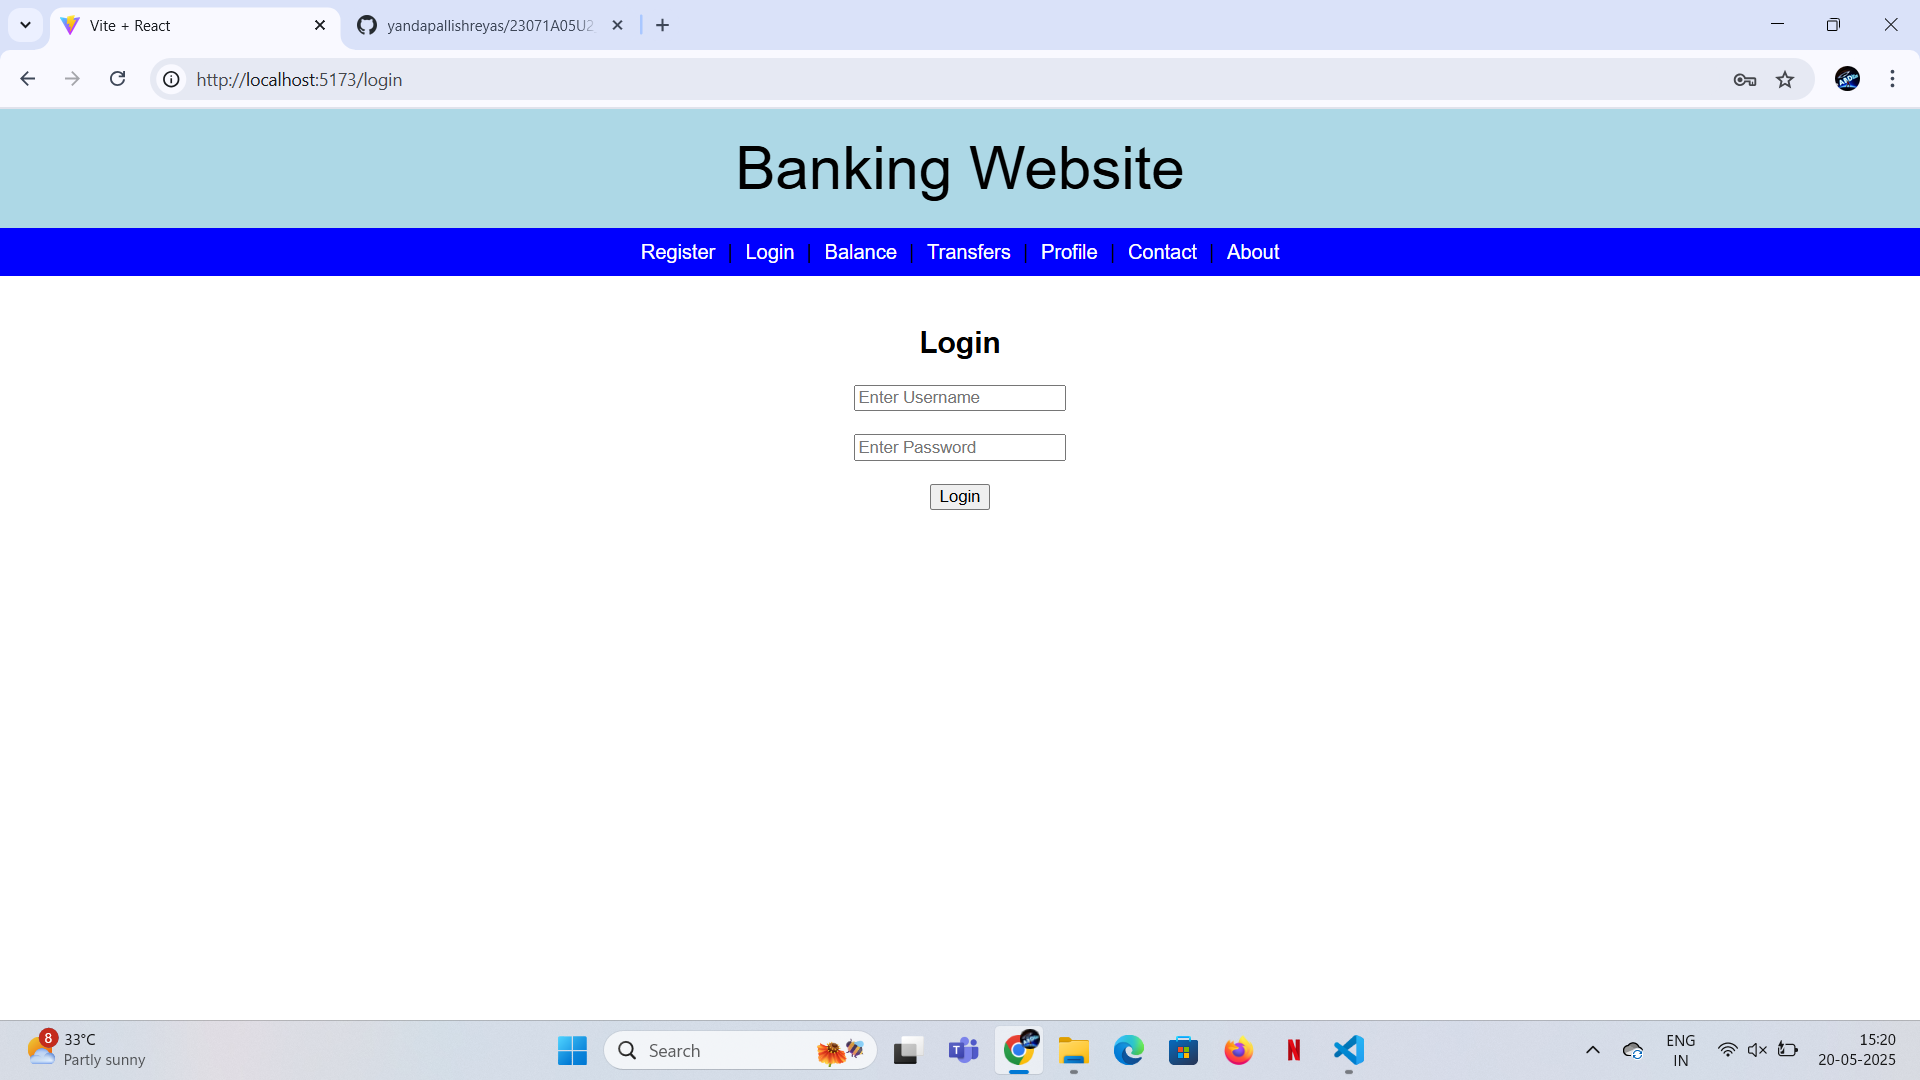 Vite + React
yandapallishreyas/23071A05U2
http://localhost:5173/login
Banking Website
Register | Login | Balance | Transfers | Profile | Contact | About
Login
Enter Username
Enter Password
Login
8
33°C
Partly sunny
Search
ENG
IN
15:20
20-05-2025